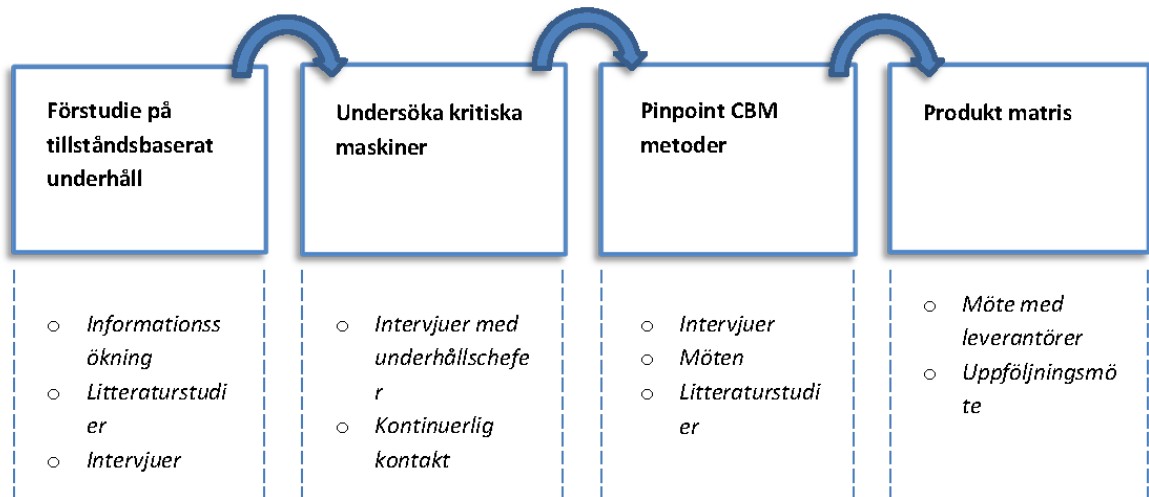 Förstudie på
tillståndsbaserat
underhåll
Undersöka kritiska
maskiner
Pinpoint CBM
metoder
Produkt matris
o Informationss
ökning
o Litteraturstudi
er
o Intervjuer
o Intervjuer med
underhållschefe
r
o Kontinuerlig
kontakt
o Intervjuer
o Möten
o Litteraturstudi
er
o Möte med
leverantörer
o Uppföljningsmö
te